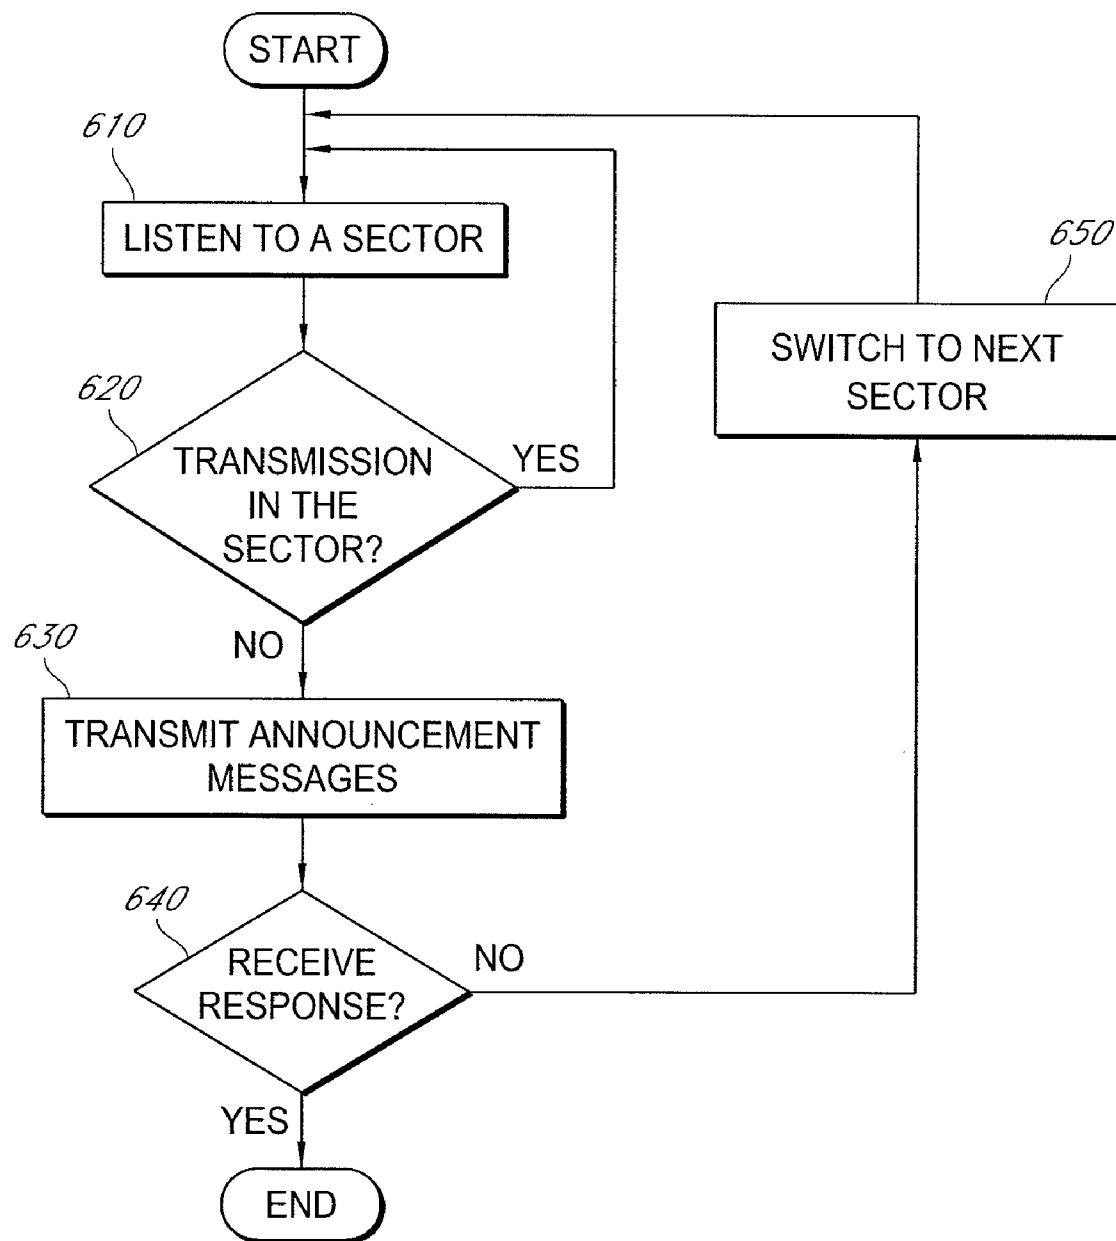 START
610
LISTEN TO A SECTOR
650
SWITCH TO NEXT
SECTOR
620
TRANSMISSION
IN THE
SECTOR?
YES
NO
630
TRANSMIT ANNOUNCEMENT
MESSAGES
640
RECEIVE
RESPONSE?
NO
YES
END